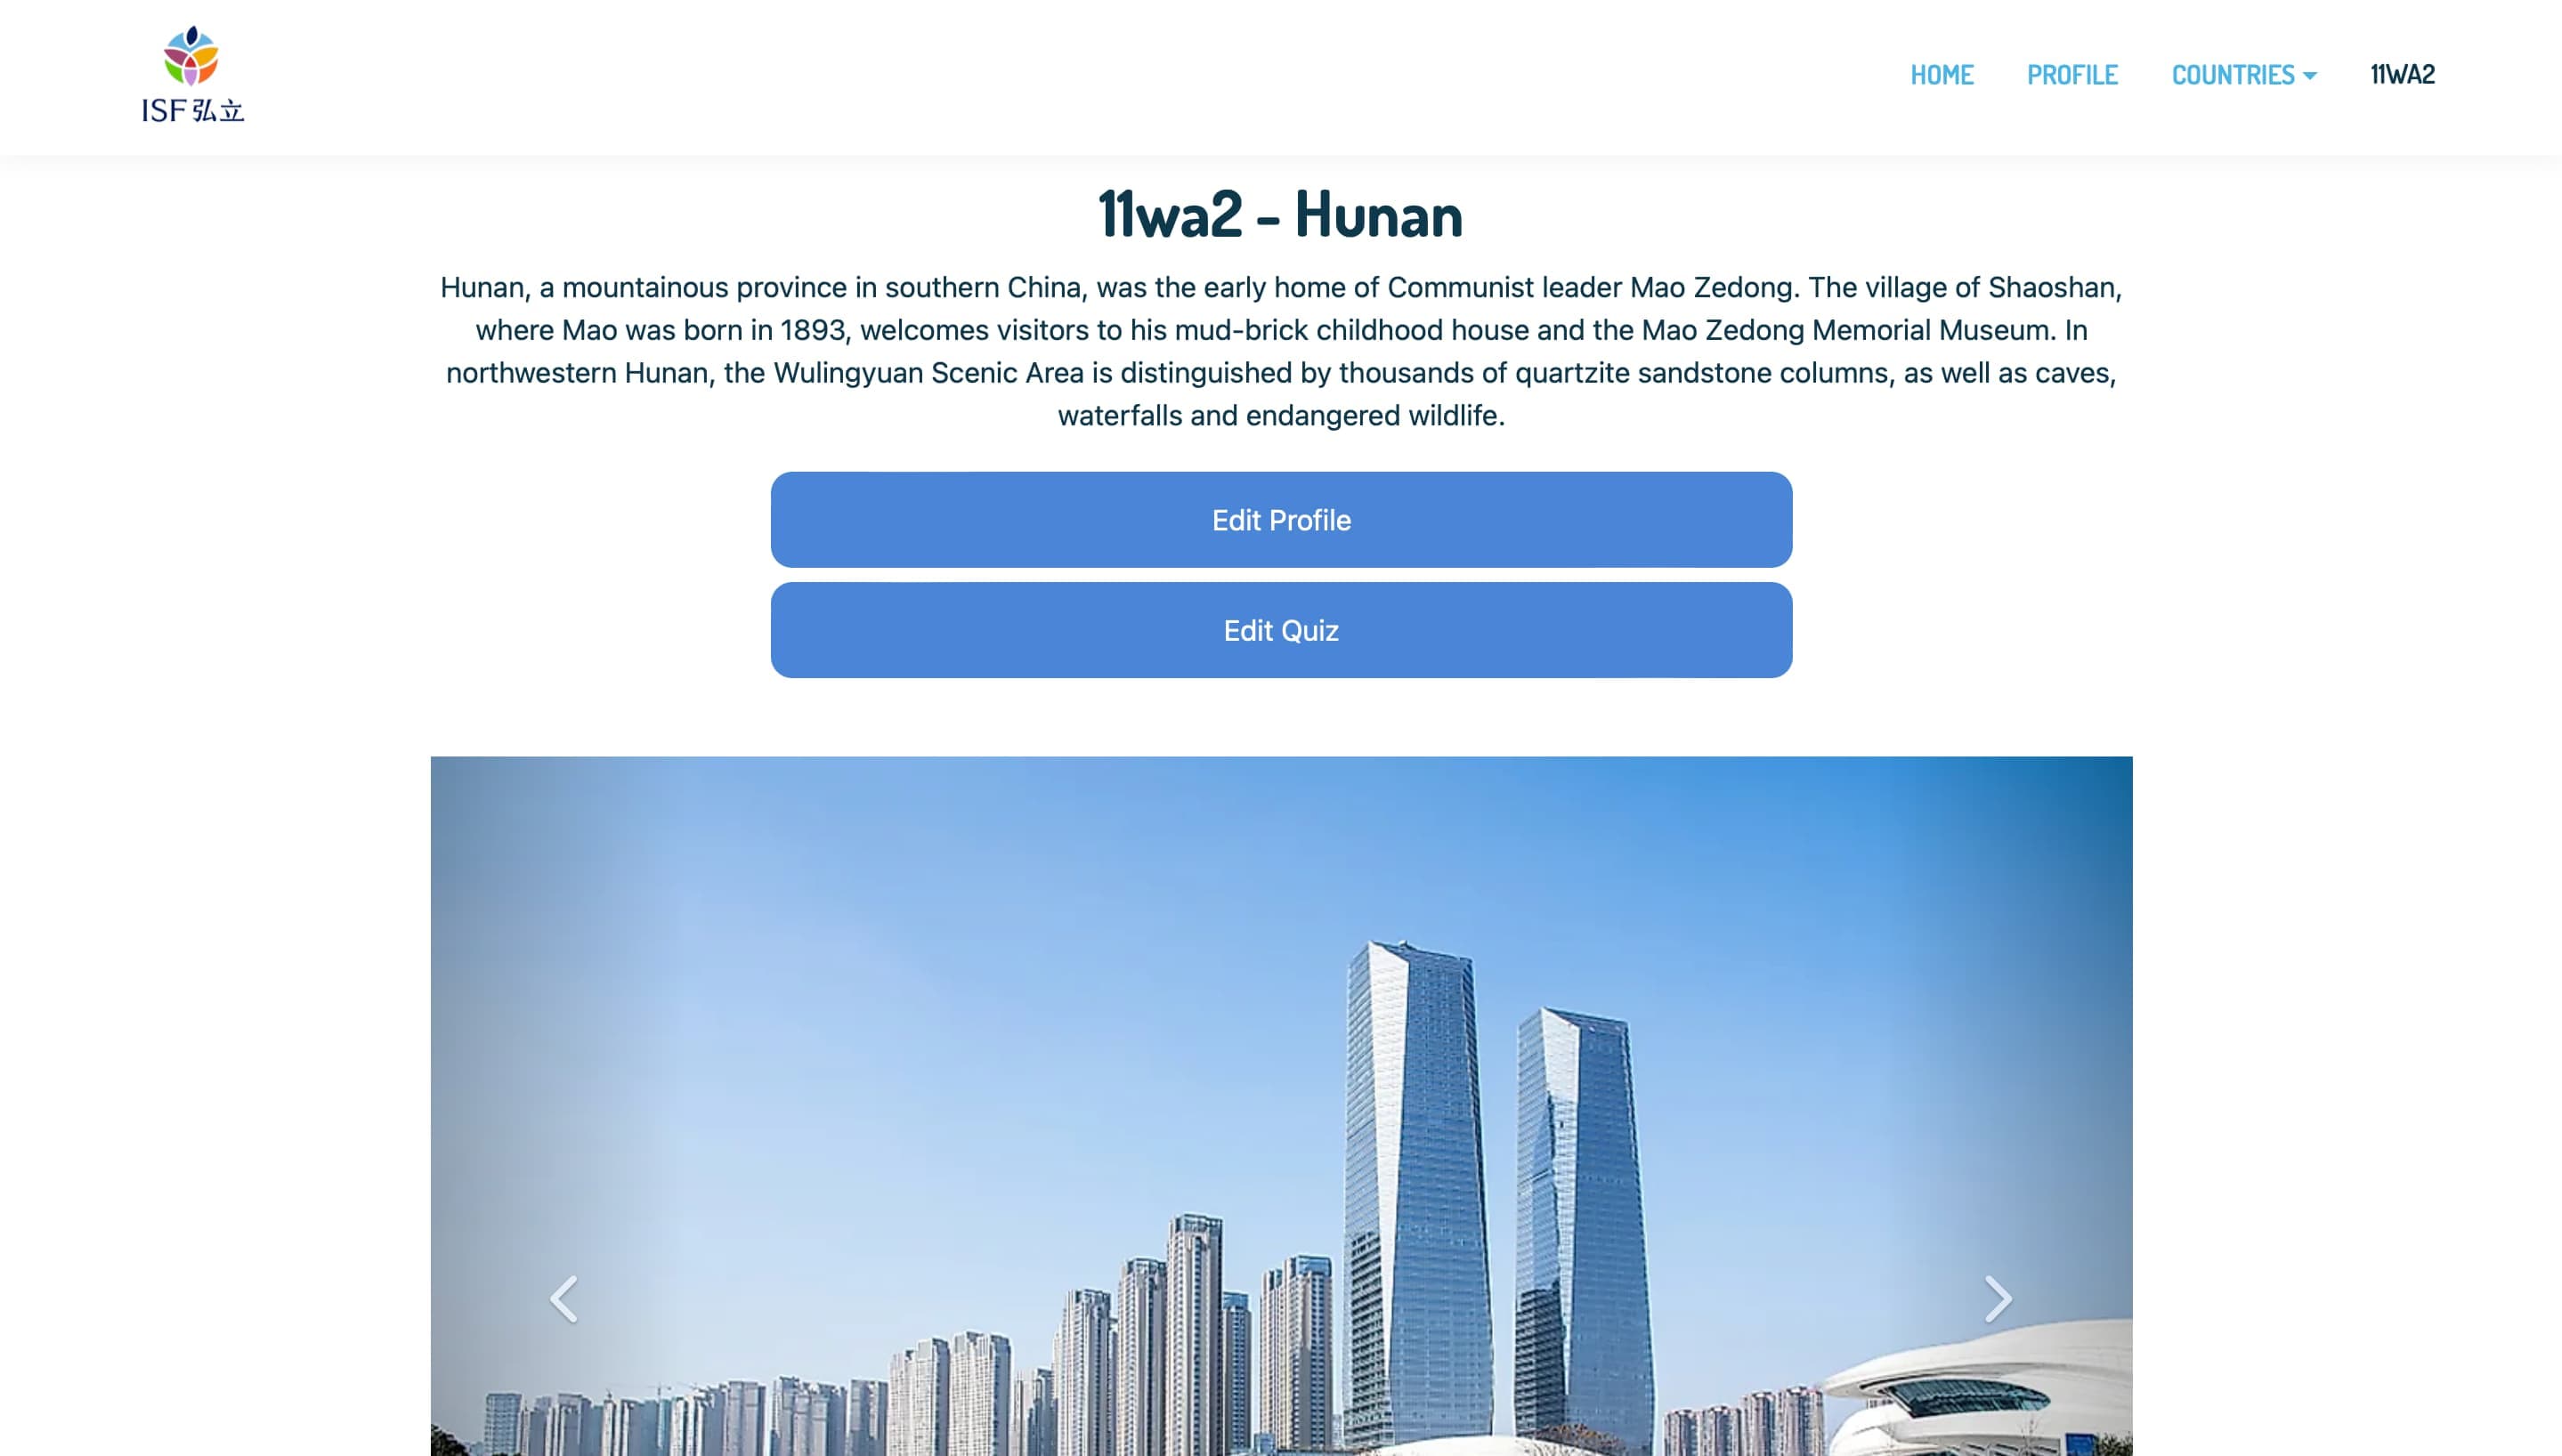 ISF 弘立
HOME PROFILE COUNTRIES 11WA2
11wa2 - Hunan
Hunan, a mountainous province in southern China, was the early home of Communist leader Mao Zedong. The village of Shaoshan,
where Mao was born in 1893, welcomes visitors to his mud-brick childhood house and the Mao Zedong Memorial Museum. In
northwestern Hunan, the Wulingyuan Scenic Area is distinguished by thousands of quartzite sandstone columns, as well as caves,
waterfalls and endangered wildlife.
Edit Profile
Edit Quiz